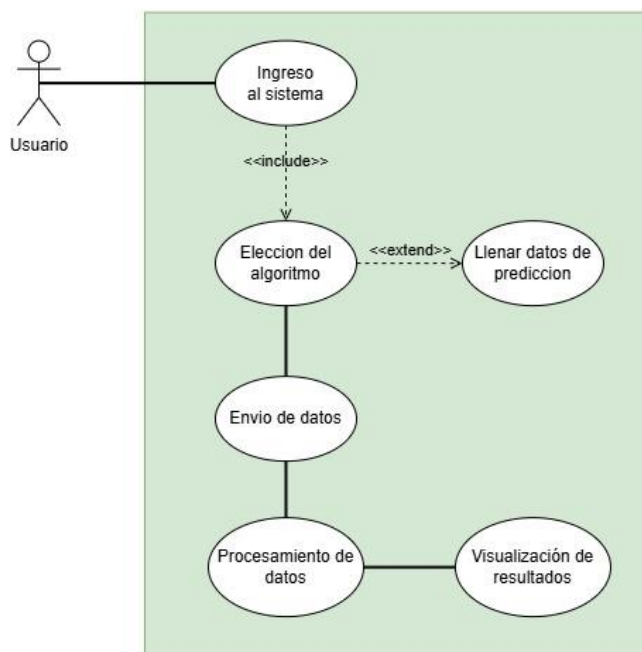 Ingreso
al sistema
Usuario
<<include>>
Eleccion del
algoritmo
<<extend>>
Llenar datos de
prediccion
Envio de datos
Procesamiento de
datos
Visualización de
resultados